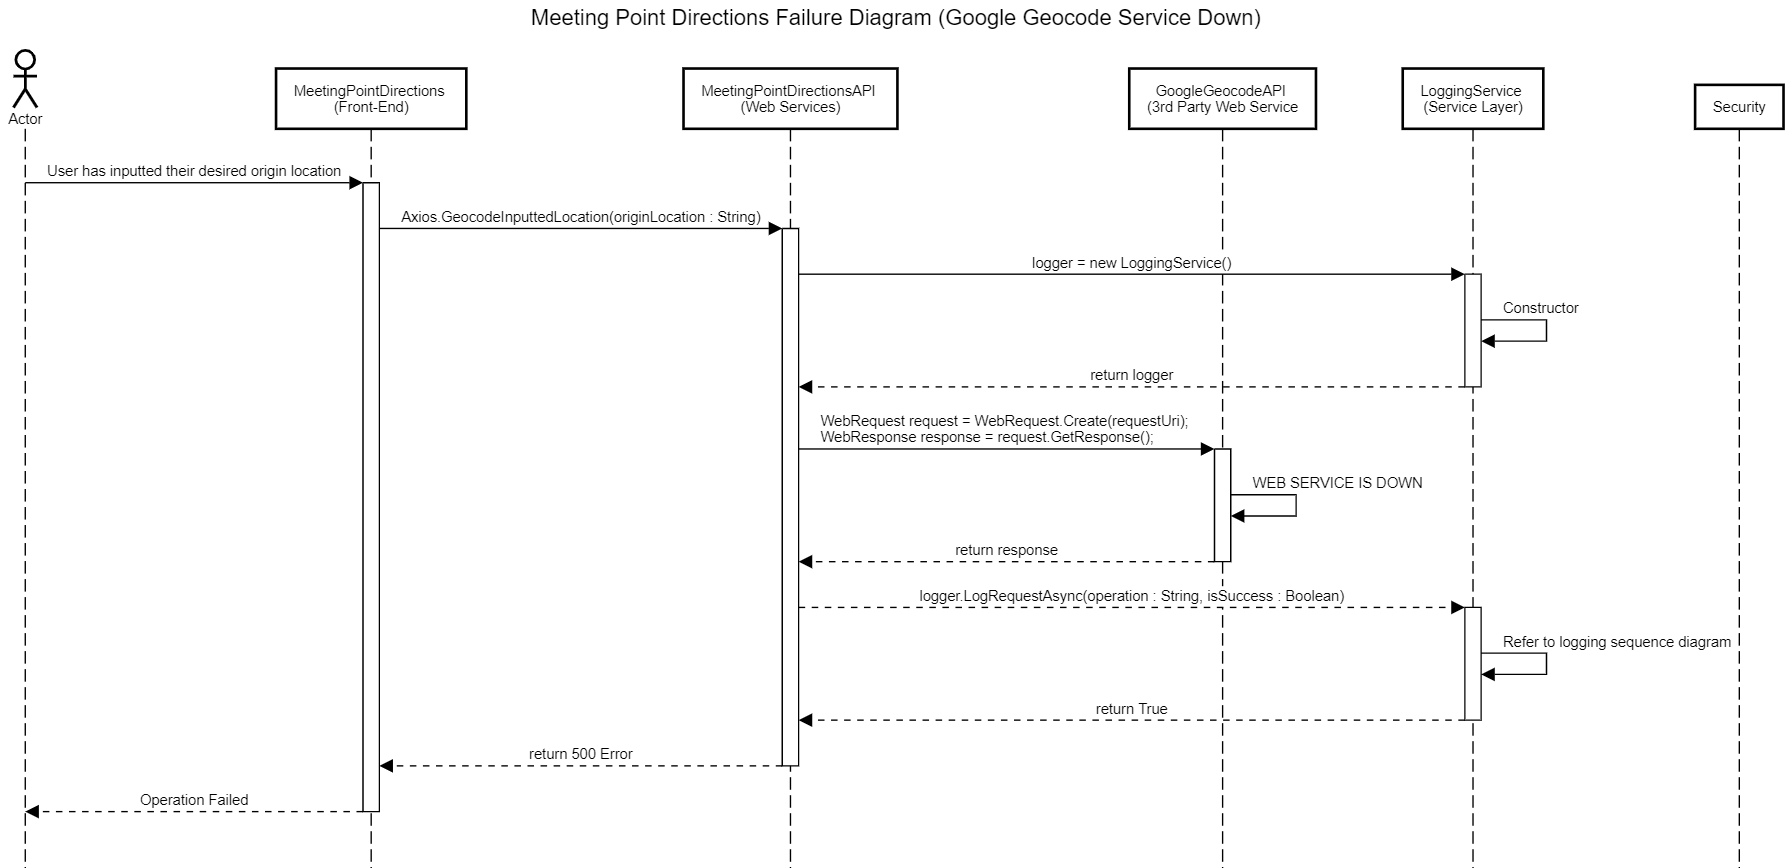 Meeting Point Directions Failure Diagram (Google Geocode Service Down)
Actor
MeetingPointDirections
(Front-End)
MeetingPointDirectionsAPI
(Web Services)
GoogleGeocodeAPI
(3rd Party Web Service
LoggingService
(Service Layer)
Security
User has inputted their desired origin location
Axios.GeocodeInputtedLocation(originLocation : String)
logger = new LoggingService()
Constructor
return logger
WebRequest request = WebRequest.Create(requestUri);
WebResponse response = request.GetResponse();
WEB SERVICE IS DOWN
return response
logger.LogRequestAsync(operation : String, isSuccess : Boolean)
Refer to logging sequence diagram
return True
return 500 Error
Operation Failed